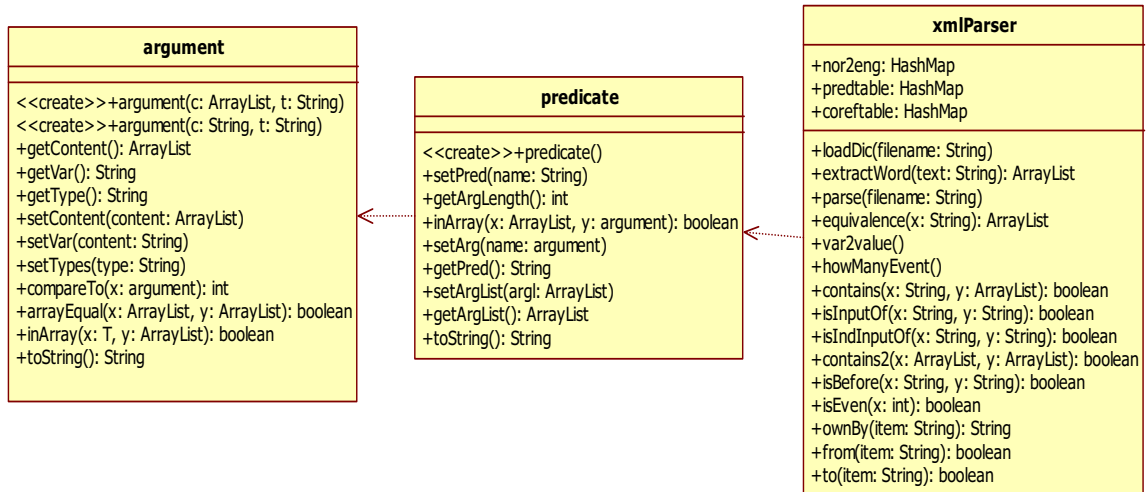 argument
<<create>>+argument(c: ArrayList, t: String)
<<create>>+argument(c: String, t: String)
+getContent(): ArrayList
+getVar(): String
+getType(): String
+setContent(content: ArrayList)
+setVar(content: String)
+setTypes(type: String)
+compareTo(x: argument): int
+arrayEqual(x: ArrayList, y: ArrayList): boolean
+inArray(x: T, y: ArrayList): boolean
+toString(): String
predicate
<<create>>+predicate()
+setPred(name: String)
+getArgLength(): int
+inArray(x: ArrayList, y: argument): boolean
+setArg(name: argument)
+getPred(): String
+setArgList(argl: ArrayList)
+getArgList(): ArrayList
+toString(): String
xmlParser
+nor2eng: HashMap
+predtable: HashMap
+coreftable: HashMap
+loadDic(filename: String)
+extractWord(text: String): ArrayList
+parse(filename: String)
+equivalence(x: String): ArrayList
+var2value()
+howManyEvent()
+contains(x: String, y: ArrayList): boolean
+isInputOf(x: String, y: String): boolean
+isIndInputOf(x: String, y: String): boolean
+contains2(x: ArrayList, y: ArrayList): boolean
+isBefore(x: String, y: String): boolean
+isEven(x: int): boolean
+ownBy(item: String): String
+from(item: String): boolean
+to(item: String): boolean